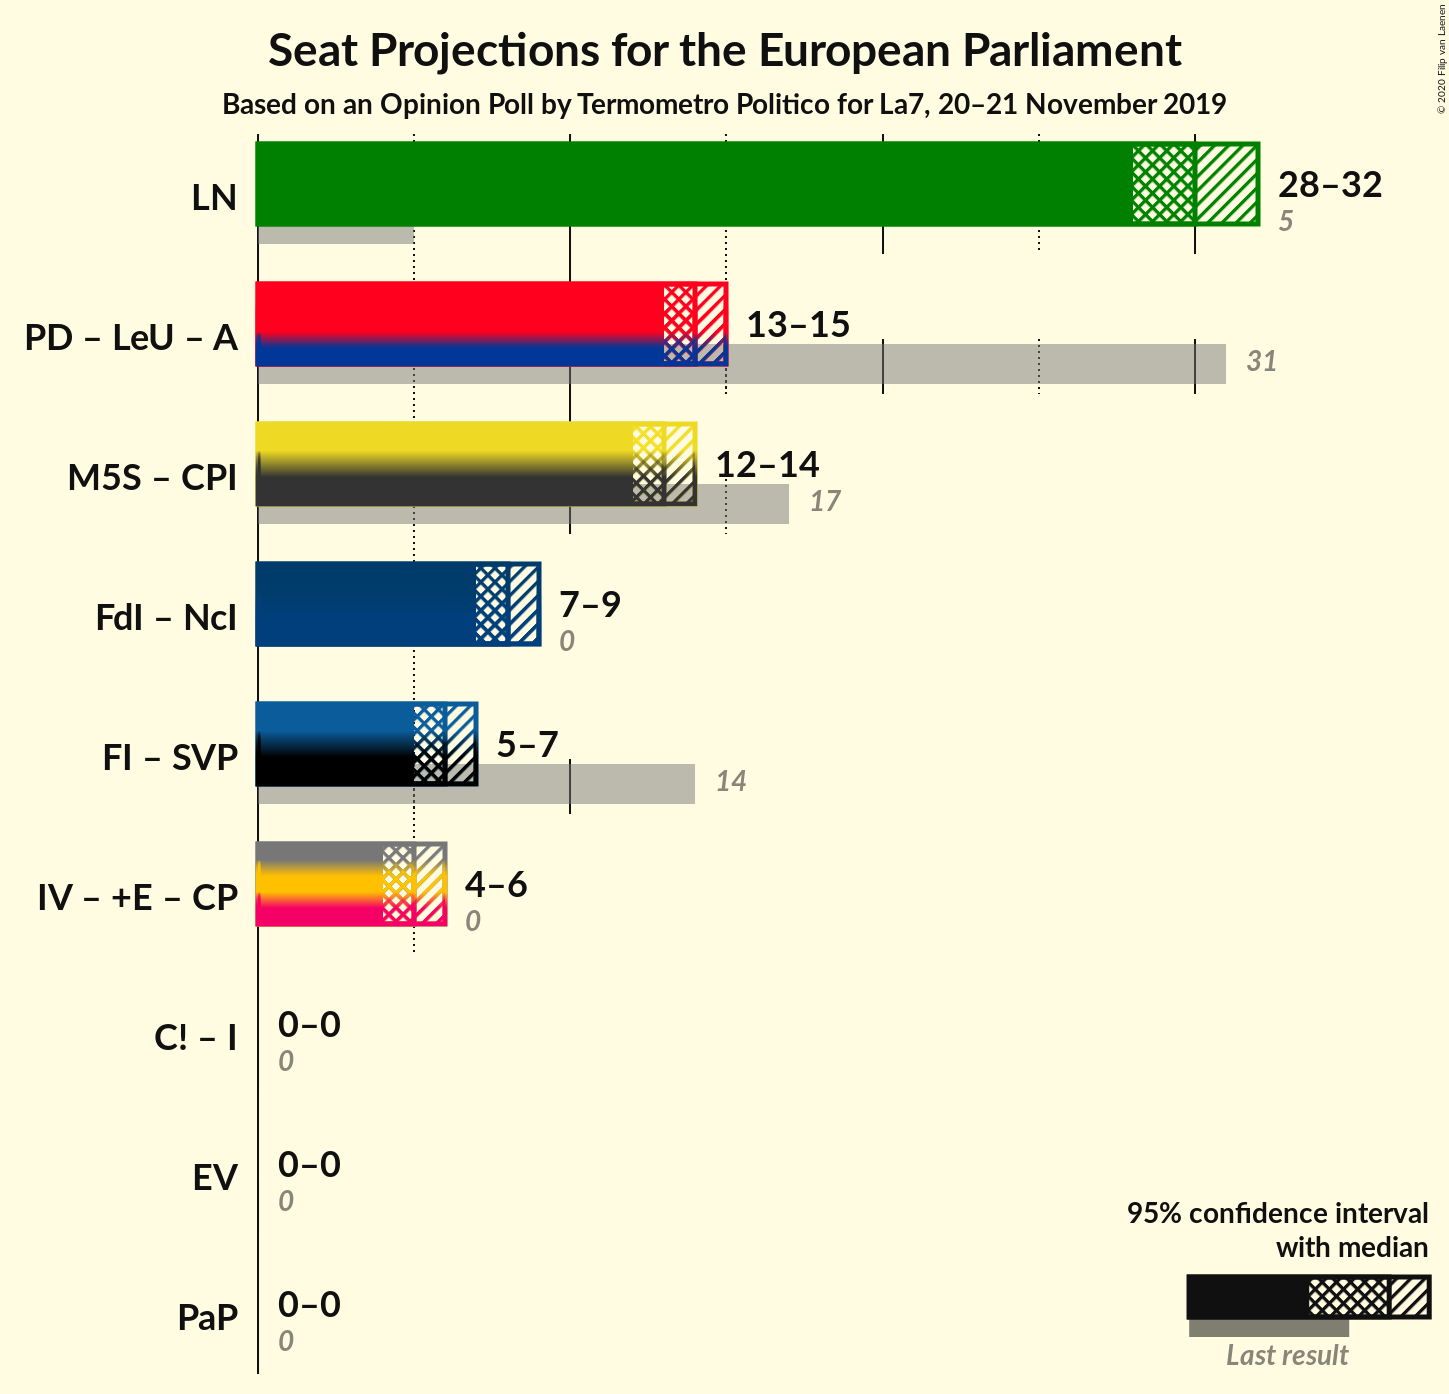 Seat Projections for the European Parliament
Based on an Opinion Poll by Termometro Politico for La7, 20–21 November 2019
© 2020 Filip van Laenen
LN
28–32
5
PD – LeU – A
13–15
31
M5S – CPI
12–14
17
FdI – NcI
7–9
0
FI – SVP
5–7
14
IV – +E – CP
4–6
0
C! – I
0–0
0
EV
0–0
0
PaP
0–0
0
95% confidence interval
with median
Last result